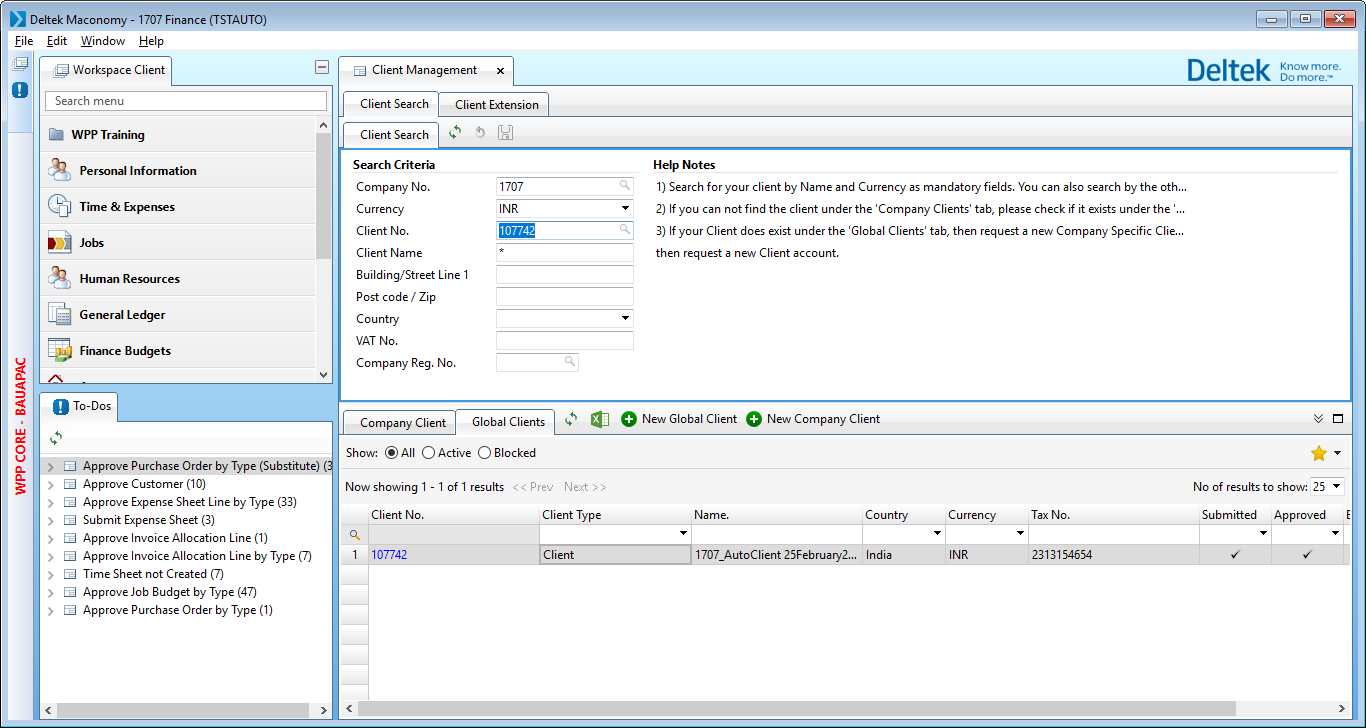 Deltek Maconomy - 1707 Finance (TSTAUTO)
File Edit Window Help
WPP CORE - BAUAPAC
Workspace Client
Search menu
WPP Training
Personal Information
Time & Expenses
Jobs
Human Resources
General Ledger
Finance Budgets
To-Dos
Approve Purchase Order by Type (Substitute) (3
Approve Customer (10)
Approve Expense Sheet Line by Type (33)
Submit Expense Sheet (3)
Approve Invoice Allocation Line (1)
Approve Invoice Allocation Line by Type (7)
Time Sheet not Created (7)
Approve Job Budget by Type (47)
Approve Purchase Order by Type (1)
Client Management
Deltek Know more.
Do more.™
Client Search Client Extension
Client Search
Search Criteria
Company No. 1707
Currency INR
Client No. 107742
Client Name *
Building/Street Line 1
Post code / Zip
Country
VAT No.
Company Reg. No.
Help Notes
1) Search for your client by Name and Currency as mandatory fields. You can also search by the oth...
2) If you can not find the client under the 'Company Clients' tab, please check if it exists under the '...
3) If your Client does exist under the 'Global Clients' tab, then request a new Company Specific Clie...
then request a new Client account.
Company Client Global Clients New Global Client New Company Client
Show: All Active Blocked
Now showing 1 - 1 of 1 results << Prev Next >> No of results to show: 25
Client No. Client Type Name. Country Currency Tax No. Submitted Approved
1 107742 Client 1707_AutoClient 25February2... India INR 2313154654 ✓ ✓